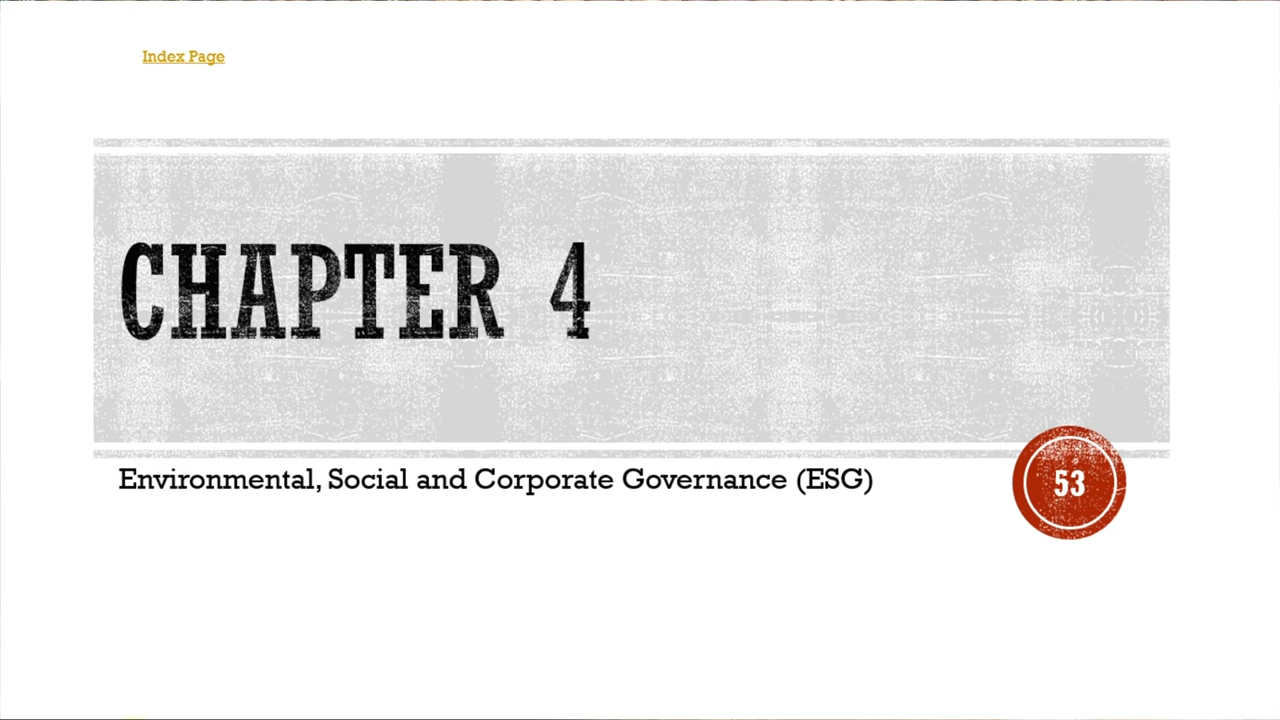 Index Page
CHAPTER 4
Environmental, Social and Corporate Governance (ESG)
53